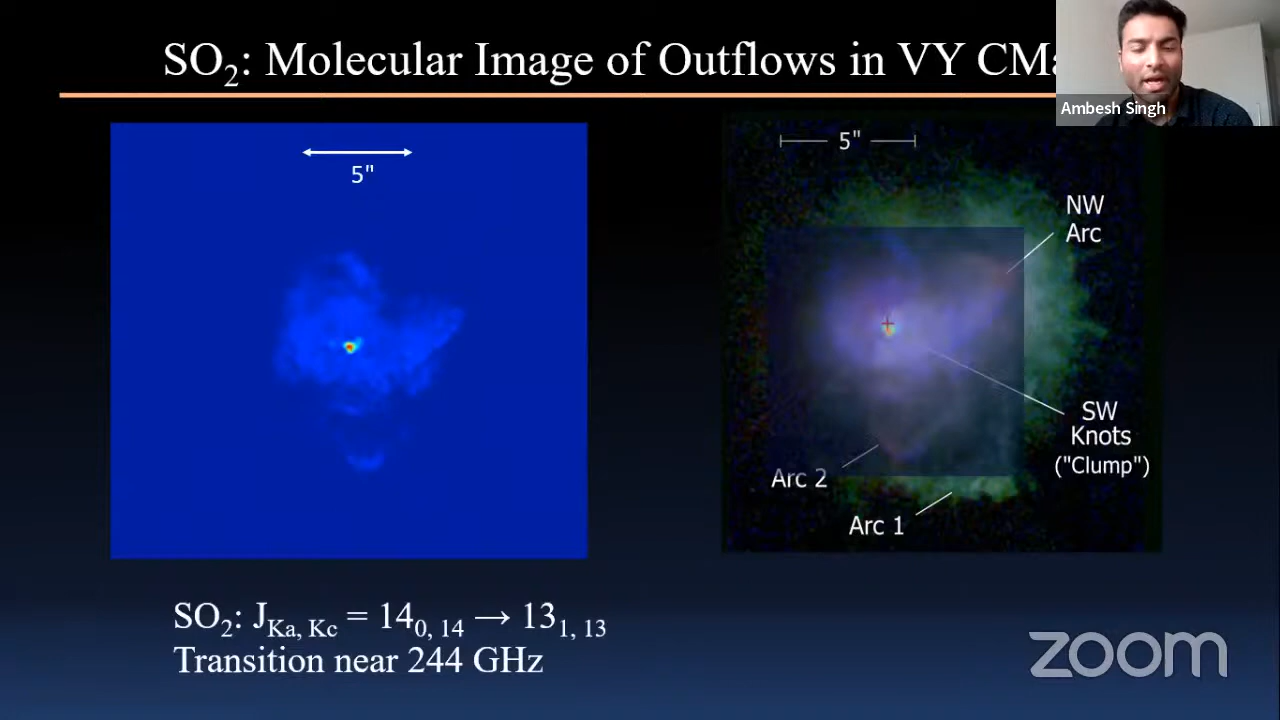 SO₂: Molecular Image of Outflows in VY CMa
Ambesh Singh
5"
5"
NW
Arc
SW
Knots
("Clump")
Arc 2
Arc 1
SO₂: J_Ka, Kc = 14_0, 14 → 13_1, 13
Transition near 244 GHz
zoom